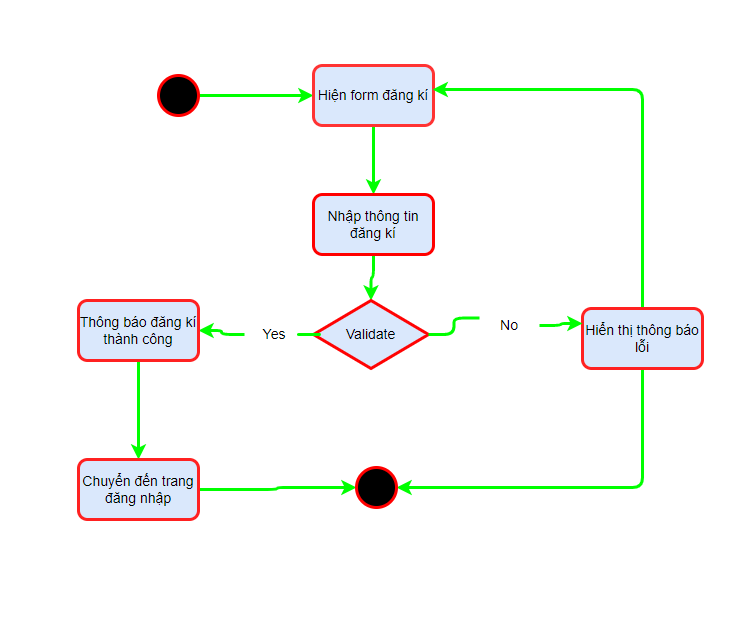 Hiện form đăng kí
Nhập thông tin
đăng kí
Validate
Yes
No
Thông báo đăng kí
thành công
Hiển thị thông báo
lỗi
Chuyển đến trang
đăng nhập